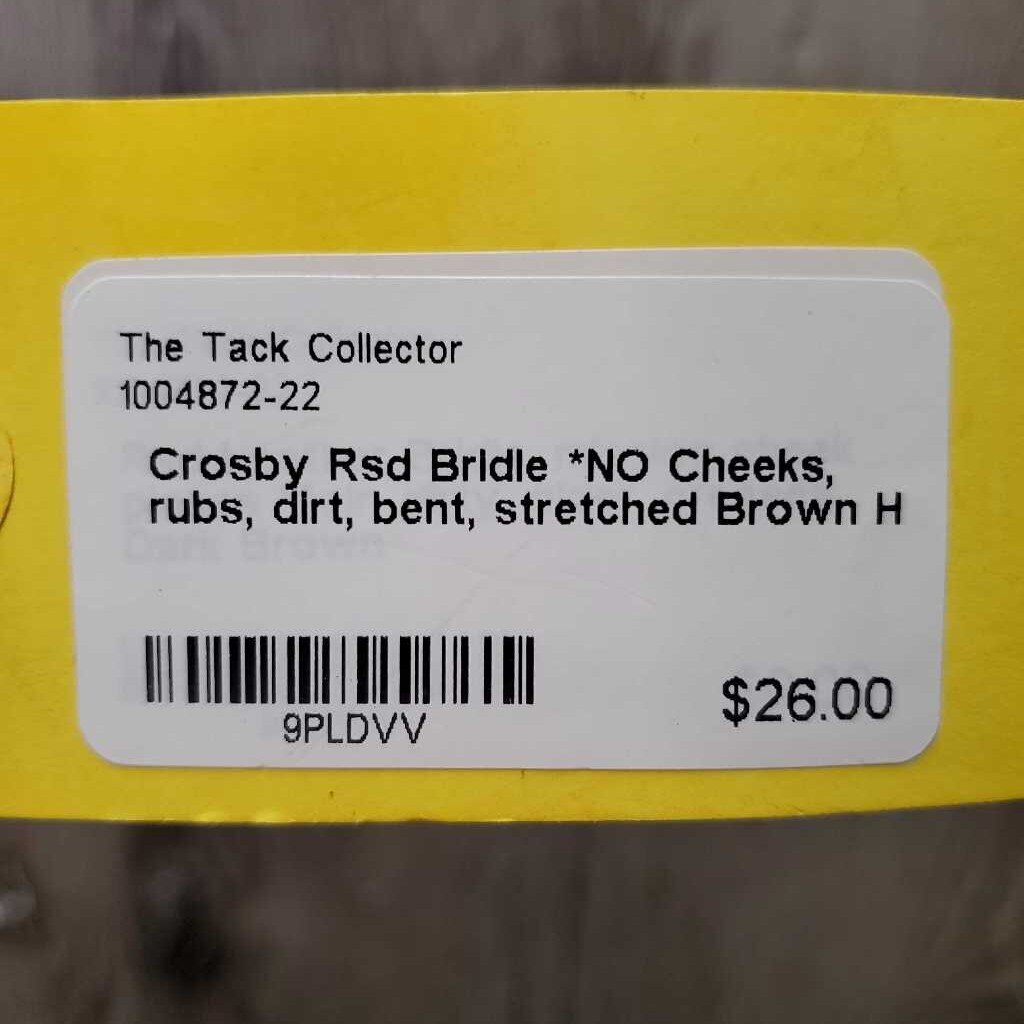 The Tack Collector
1004872-22
Crosby Rsd Bridle *NO Cheeks,
rubs, dirt, bent, stretched Brown H
9PLDVV
$26.00